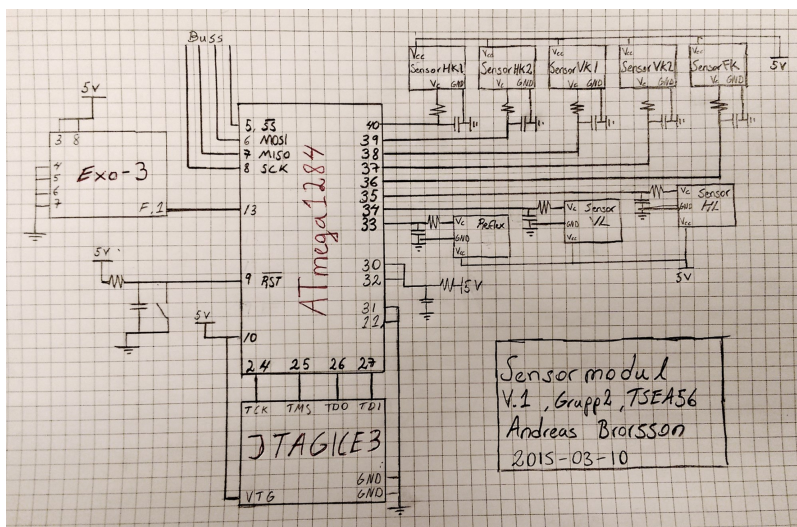 Buss
5V
3 8
4
5
6
7
Exo-3
F.1
5, S̅S̅
6 MOSI
7 MISO
8 SCK
13
9 R̅S̅T̅
10
ATmega1284
40
39
38
37
36
35
34
33
30
32
31
11
24 25 26 27
Vcc
Sensor HK1
Vc GND
Vcc
Sensor HK2
Vc GND
Vcc
Sensor VK1
Vc GND
Vcc
Sensor VK2
Vc GND
Vcc
Sensor FK
Vc GND
5V
Vc
Reflex
GND
Vcc
Vc Sensor
GND VL
Vcc
Vc Sensor
GND HL
Vcc
5V
5V
5V
5V
TCK TMS TDO TDI
JTAGICE3
GND
GND
VTG
Sensormodul
V.1, Grupp2, TSEA56
Andreas Brorsson
2015-03-10